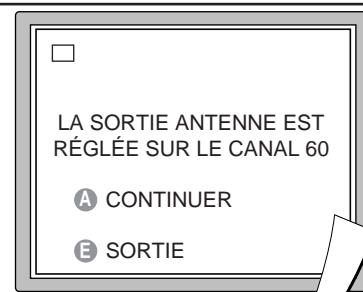 LA SORTIE ANTENNE EST
RÉGLÉE SUR LE CANAL 60
A CONTINUER
E SORTIE